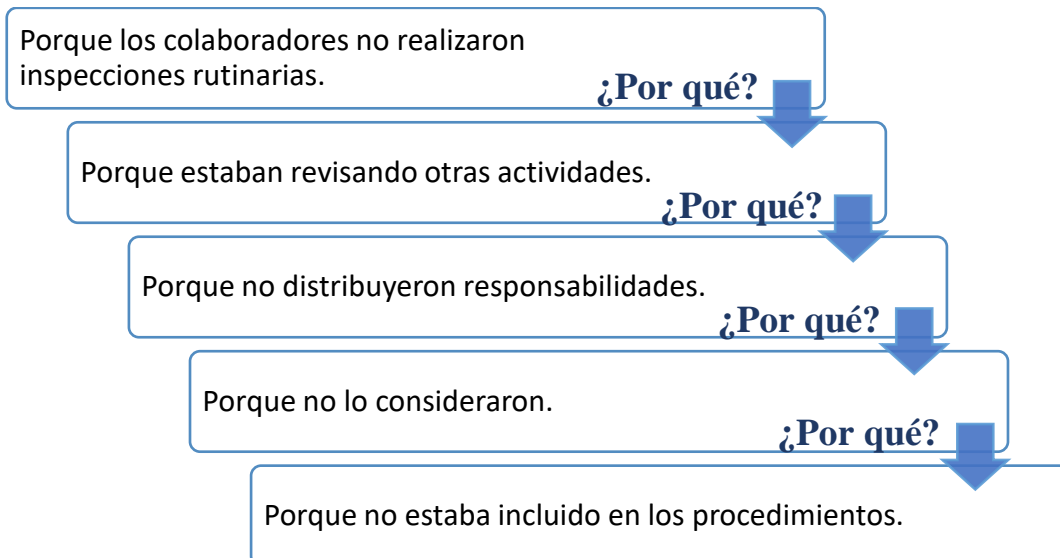 Porque los colaboradores no realizaron
inspecciones rutinarias.
¿Por qué?
Porque estaban revisando otras actividades.
¿Por qué?
Porque no distribuyeron responsabilidades.
¿Por qué?
Porque no lo consideraron.
¿Por qué?
Porque no estaba incluido en los procedimientos.